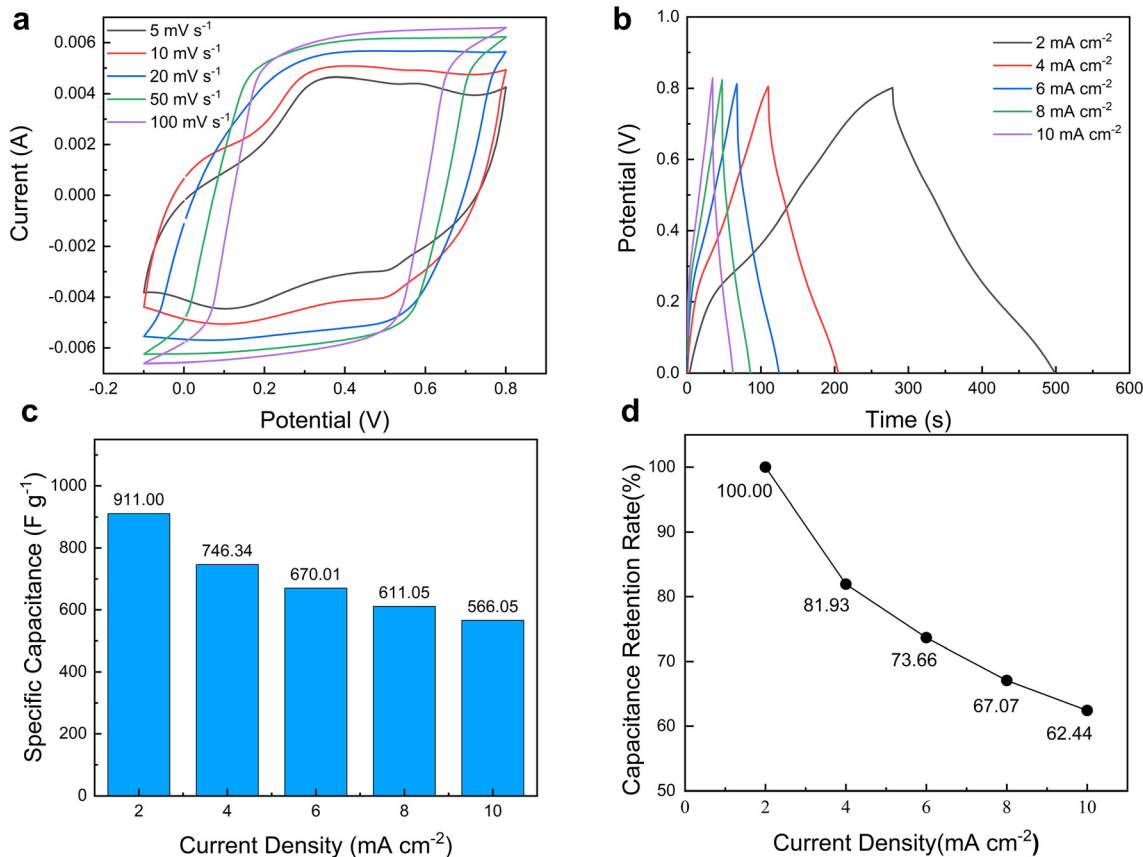 a
5 mV s⁻¹
10 mV s⁻¹
20 mV s⁻¹
50 mV s⁻¹
100 mV s⁻¹
0.006
0.004
0.002
0.000
-0.002
-0.004
-0.006
Current (A)
-0.2
0.0
0.2
0.4
0.6
0.8
Potential (V)
b
2 mA cm⁻²
4 mA cm⁻²
6 mA cm⁻²
8 mA cm⁻²
10 mA cm⁻²
1.0
0.8
0.6
0.4
0.2
0.0
Potential (V)
0
100
200
300
400
500
600
Time (s)
c
1000
800
600
400
200
0
Specific Capacitance (F g⁻¹)
911.00
746.34
670.01
611.05
566.05
2
4
6
8
10
Current Density (mA cm⁻²)
d
100
90
80
70
60
50
Capacitance Retention Rate(%)
100.00
81.93
73.66
67.07
62.44
0
2
4
6
8
10
Current Density(mA cm⁻²)